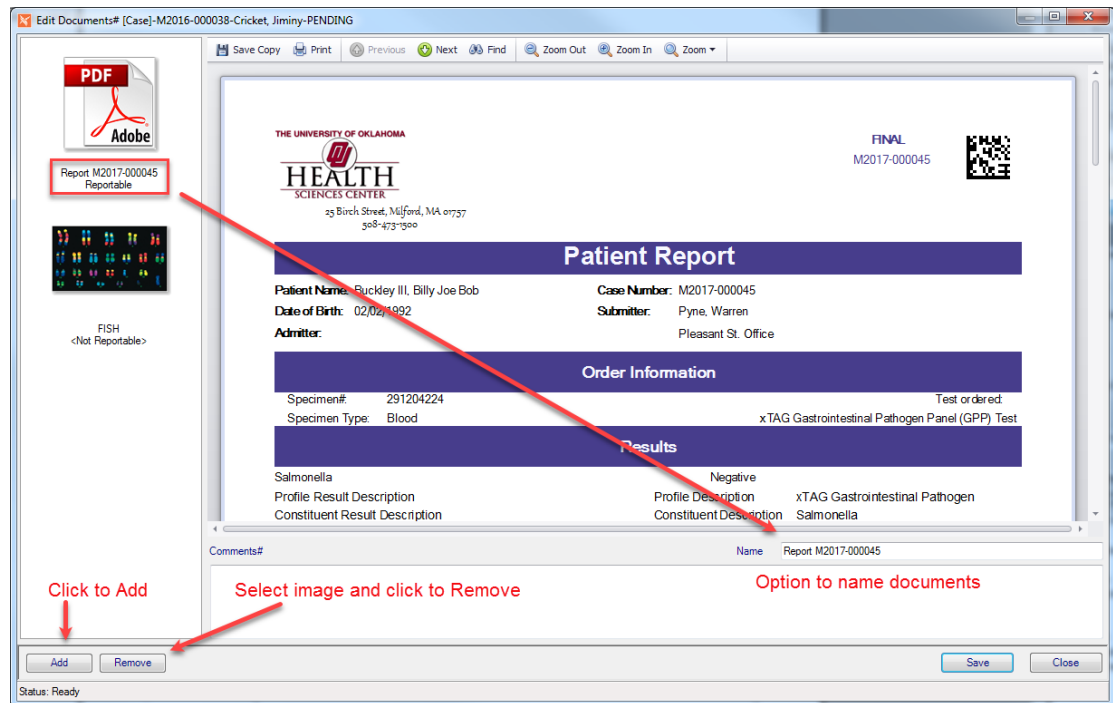 Edit Documents# [Case]-M2016-000038-Cricket, Jiminy-PENDING
Save Copy Print Previous Next Find Zoom Out Zoom In Zoom
PDF
Adobe
Report M2017-000045
Reportable
FISH
<Not Reportable>
THE UNIVERSITY OF OKLAHOMA
HEALTH
SCIENCES CENTER
25 Birch Street, Milford, MA 01757
508-473-1500
FINAL
M2017-000045
Patient Report
Patient Name: Buckley III, Billy Joe Bob Case Number: M2017-000045
Date of Birth: 02/02/1992 Submitter: Pyne, Warren
Admitter: Pleasant St. Office
Order Information
Specimen#: 291204224 Test ordered:
Specimen Type: Blood xTAG Gastrointestinal Pathogen Panel (GPP) Test
Results
Salmonella Negative
Profile Result Description Profile Description xTAG Gastrointestinal Pathogen
Constituent Result Description Constituent Description Salmonella
Comments# Name Report M2017-000045
Click to Add
Select image and click to Remove
Option to name documents
Add Remove Save Close
Status: Ready